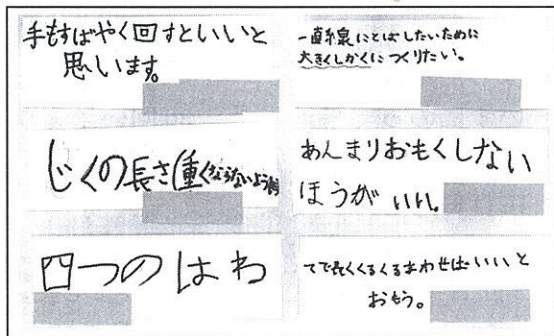 手もすばやく回すといいと
思います。
一直線にとばしたいために
大きくしかくにつくりたい。
じくの長さ(重くならないよう
あんまりおもくしない
ほうがいい。
四つのはね
てで長くくるくるまわせばいいと
おもう。